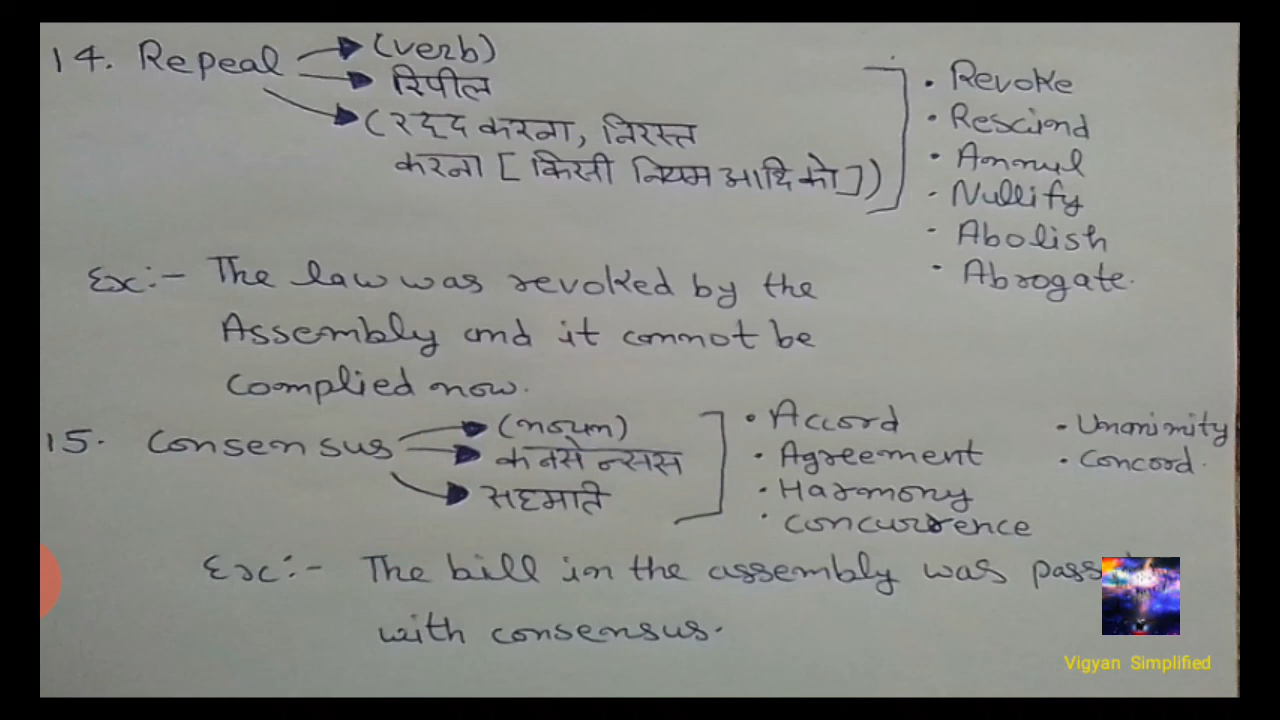 14. Repeal → (verb)
→ रिपील
→ (रद्द करना, निरस्त
करना [किसी नियम आदि को])
• Revoke
• Rescind
• Annul
• Nullify
• Abolish
• Abrogate.
Ex:- The law was revoked by the
Assembly and it cannot be
complied now.
15. Consensus → (noun)
→ कनसेन्सस
→ सहमति
• Accord
• Agreement
• Harmony
• Concurrence
• Unanimity
• Concord.
Ex:- The bill in the assembly was pass
with consensus.
Vigyan Simplified